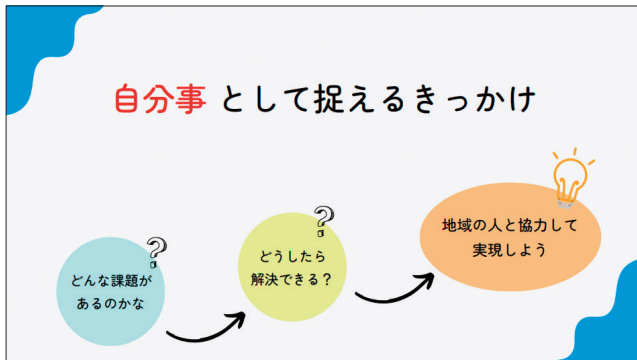 自分事 として捉えるきっかけ
?
どんな課題が
あるのかな
?
どうしたら
解決できる？
地域の人と協力して
実現しよう